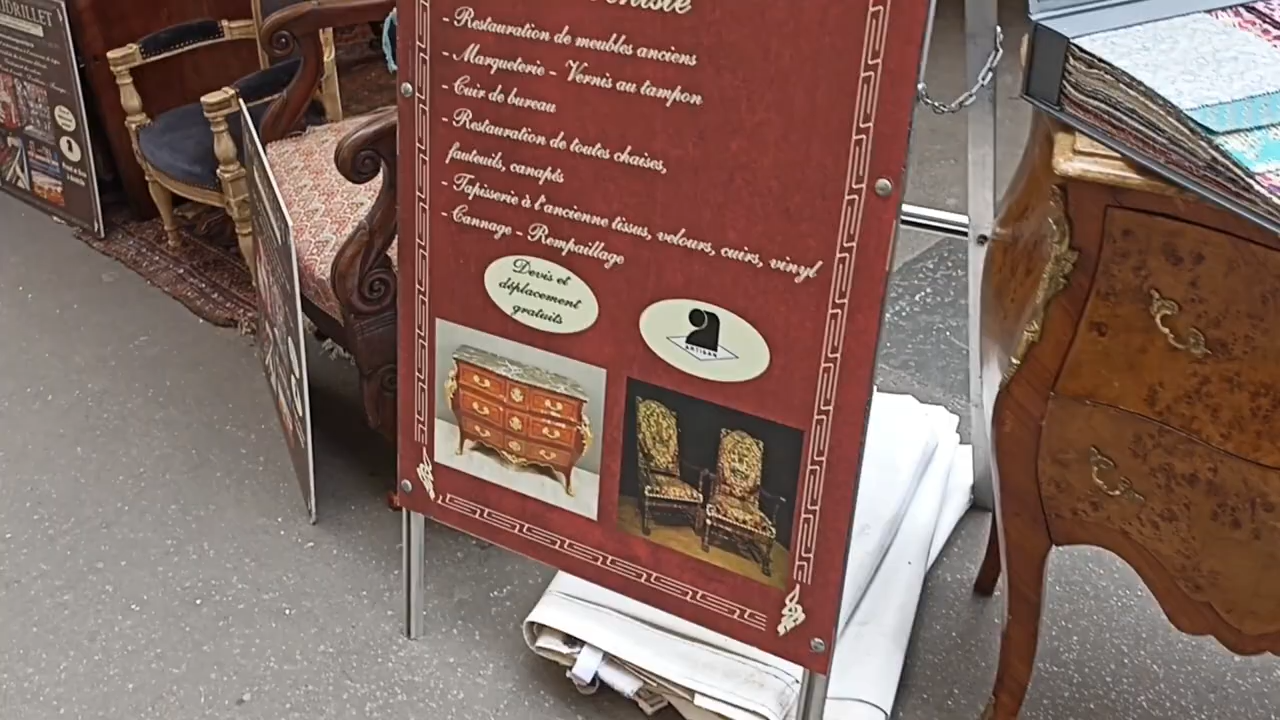 - Restauration de meubles anciens
- Marqueterie - Vernis au tampon
- Cuir de bureau
- Restauration de toutes chaises,
fauteuils, canapés
- Tapisserie à l'ancienne tissus, velours, cuirs, vinyl
- Cannage - Rempaillage
Devis et
déplacement
gratuits
ARTISAN